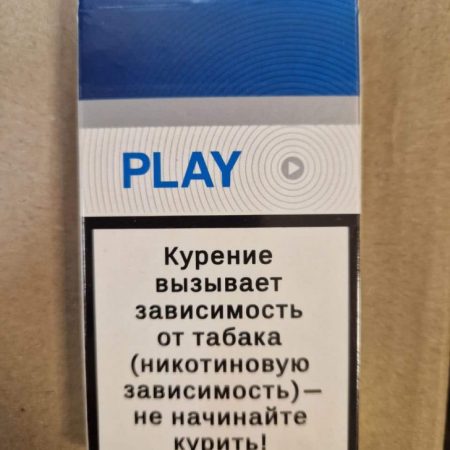 PLAY
Курение
вызывает
зависимость
от табака
(никотиновую
зависимость)—
не начинайте
курить!